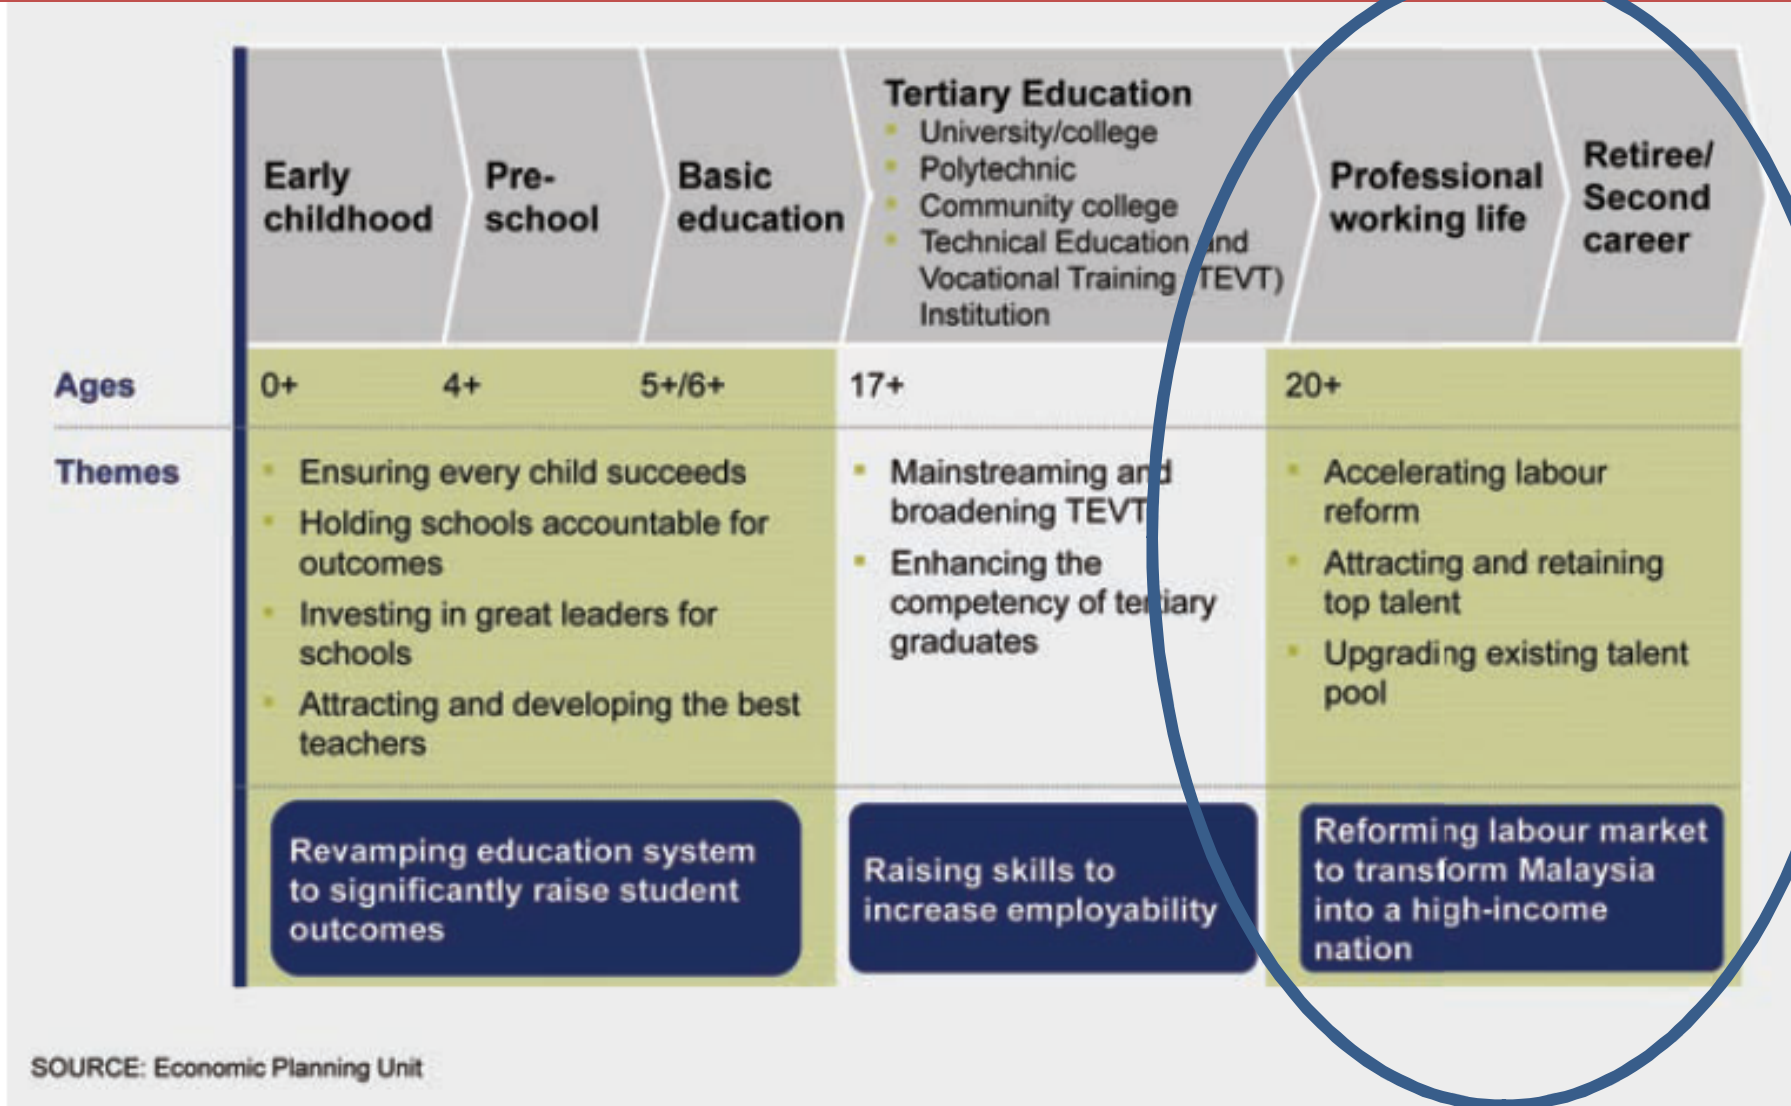 Early
childhood
Pre-
school
Basic
education
Tertiary Education
University/college
Polytechnic
Community college
Technical Education and
Vocational Training (TEVT)
Institution
Professional
working life
Retiree/
Second
career
Ages
0+
4+
5+/6+
17+
20+
Themes
Ensuring every child succeeds
Holding schools accountable for
outcomes
Investing in great leaders for
schools
Attracting and developing the best
teachers
Mainstreaming and
broadening TEVT
Enhancing the
competency of tertiary
graduates
Accelerating labour
reform
Attracting and retaining
top talent
Upgrading existing talent
pool
Revamping education system
to significantly raise student
outcomes
Raising skills to
increase employability
Reforming labour market
to transform Malaysia
into a high-income
nation
SOURCE: Economic Planning Unit